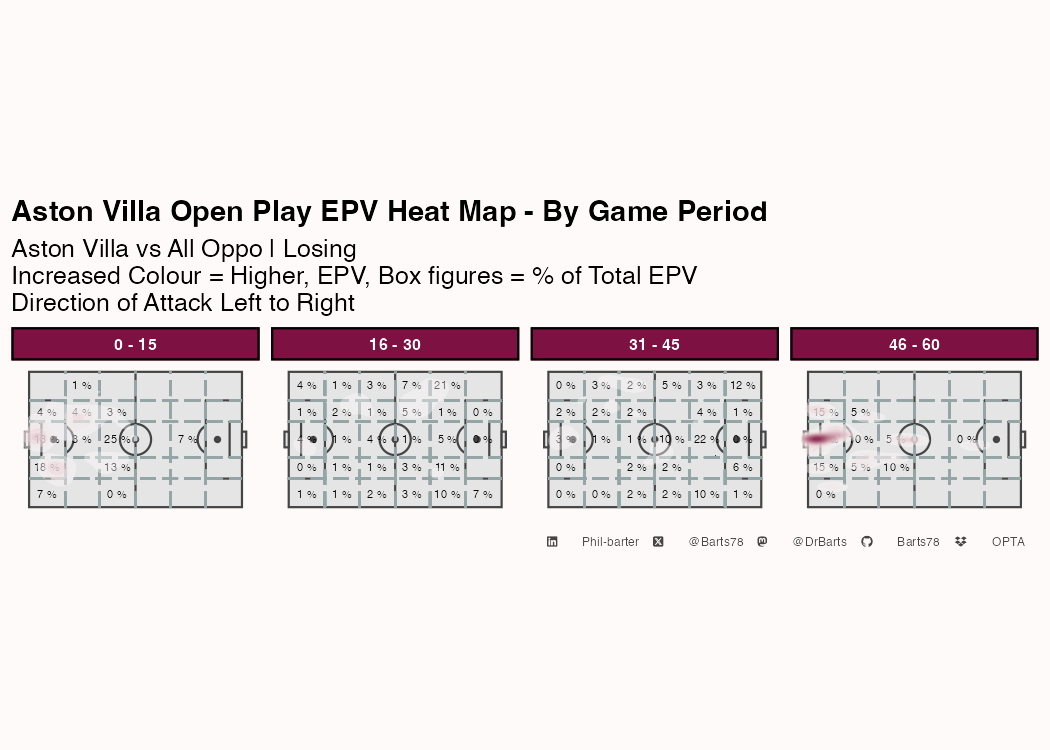 Aston Villa Open Play EPV Heat Map - By Game Period
Aston Villa vs All Oppo | Losing
Increased Colour = Higher, EPV, Box figures = % of Total EPV
Direction of Attack Left to Right
0 - 15 16 - 30 31 - 45 46 - 60
1 % 4 % 1 % 3 % 7 % 21 % 0 % 3 % 2 % 5 % 3 % 12 %
4 % 4 % 3 % 1 % 2 % 1 % 5 % 1 % 0 % 2 % 2 % 2 % 4 % 1 % 15 % 5 %
3 % 25 % 7 % 4 % 1 % 4 % 1 % 5 % 0 % 3 % 1 % 1 % 10 % 22 % 0 % 0 % 5 % 0 %
18 % 13 % 0 % 1 % 1 % 3 % 11 % 0 % 2 % 2 % 6 % 15 % 5 % 10 %
7 % 0 % 1 % 1 % 2 % 3 % 10 % 7 % 0 % 0 % 2 % 2 % 10 % 1 % 0 %
Phil-barter @Barts78 @DrBarts Barts78 OPTA